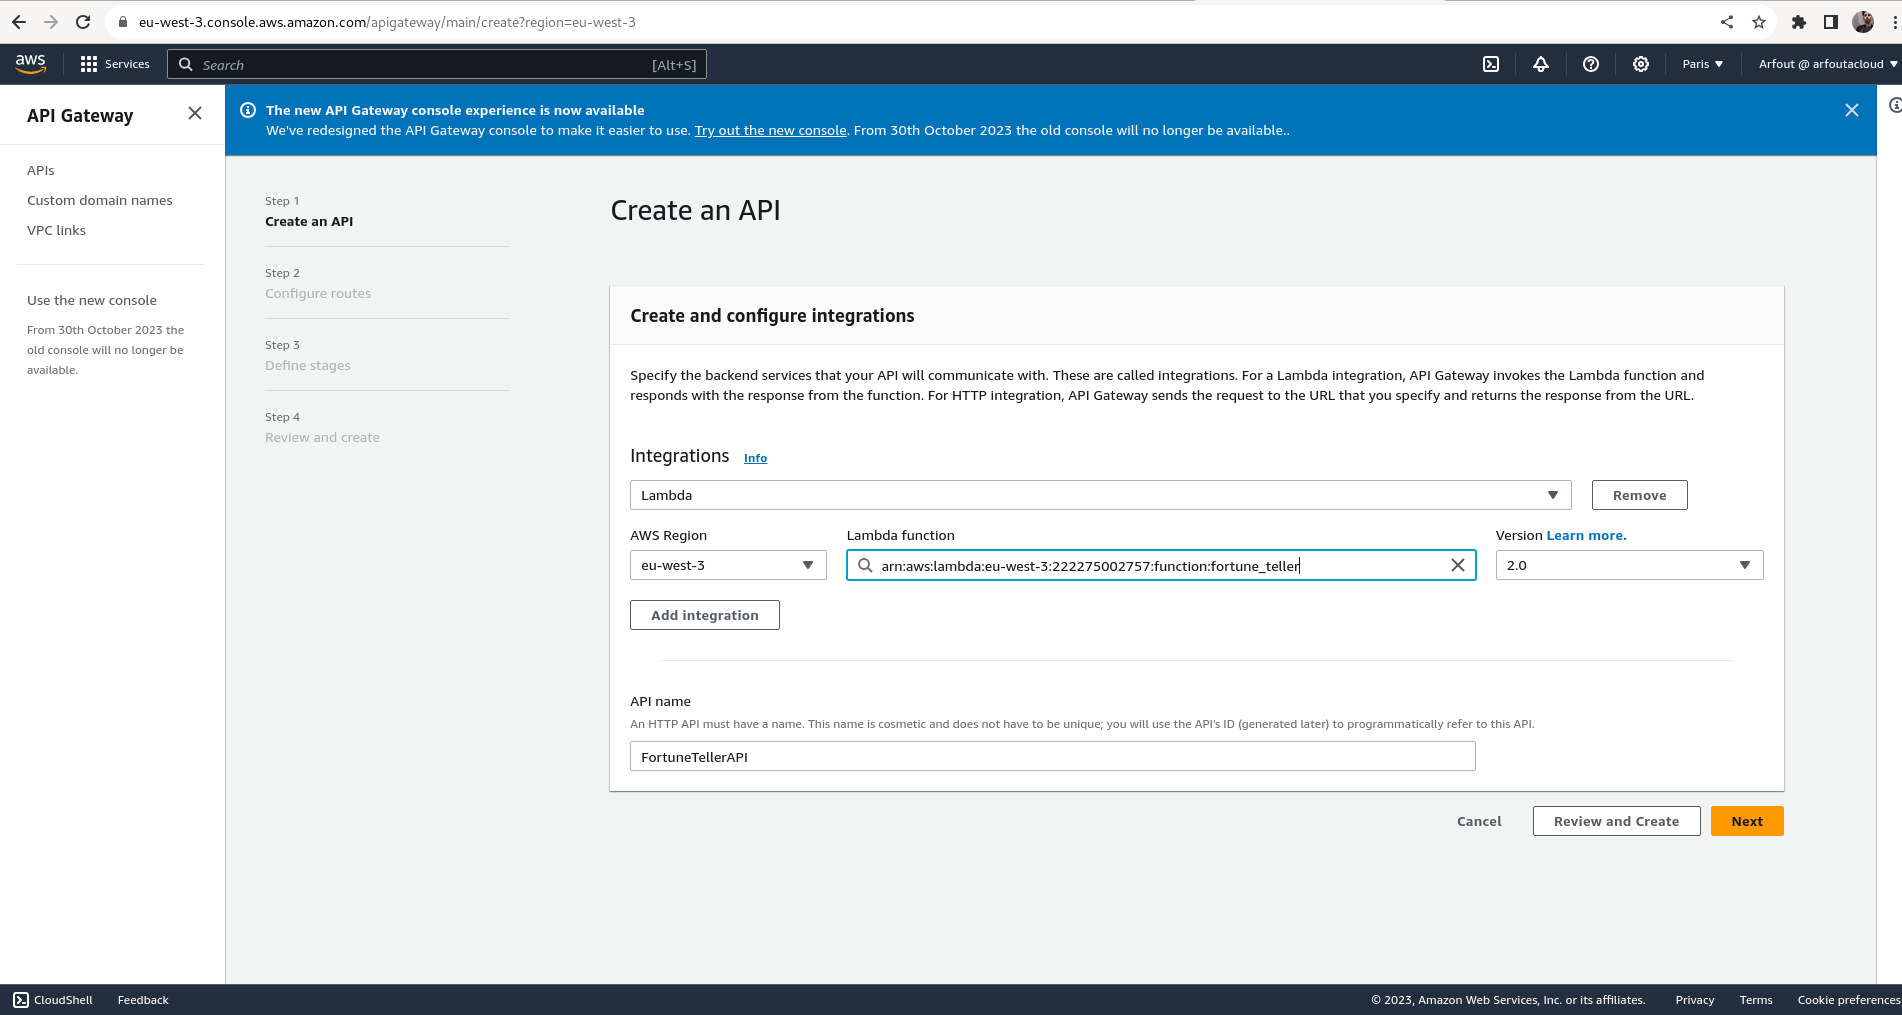 eu-west-3.console.aws.amazon.com/apigateway/main/create?region=eu-west-3
aws
Services
Search
[Alt+S]
Paris
Arfout @ arfoutacloud
API Gateway
APIs
Custom domain names
VPC links
Use the new console
From 30th October 2023 the
old console will no longer be
available.
The new API Gateway console experience is now available
We've redesigned the API Gateway console to make it easier to use. Try out the new console. From 30th October 2023 the old console will no longer be available..
Step 1
Create an API
Step 2
Configure routes
Step 3
Define stages
Step 4
Review and create
Create an API
Create and configure integrations
Specify the backend services that your API will communicate with. These are called integrations. For a Lambda integration, API Gateway invokes the Lambda function and
responds with the response from the function. For HTTP integration, API Gateway sends the request to the URL that you specify and returns the response from the URL.
Integrations Info
Lambda
Remove
AWS Region
Lambda function
Version Learn more.
eu-west-3
arn:aws:lambda:eu-west-3:222275002757:function:fortune_teller
2.0
Add integration
API name
An HTTP API must have a name. This name is cosmetic and does not have to be unique; you will use the API's ID (generated later) to programmatically refer to this API.
FortuneTellerAPI
Cancel
Review and Create
Next
CloudShell
Feedback
© 2023, Amazon Web Services, Inc. or its affiliates.
Privacy
Terms
Cookie preferences